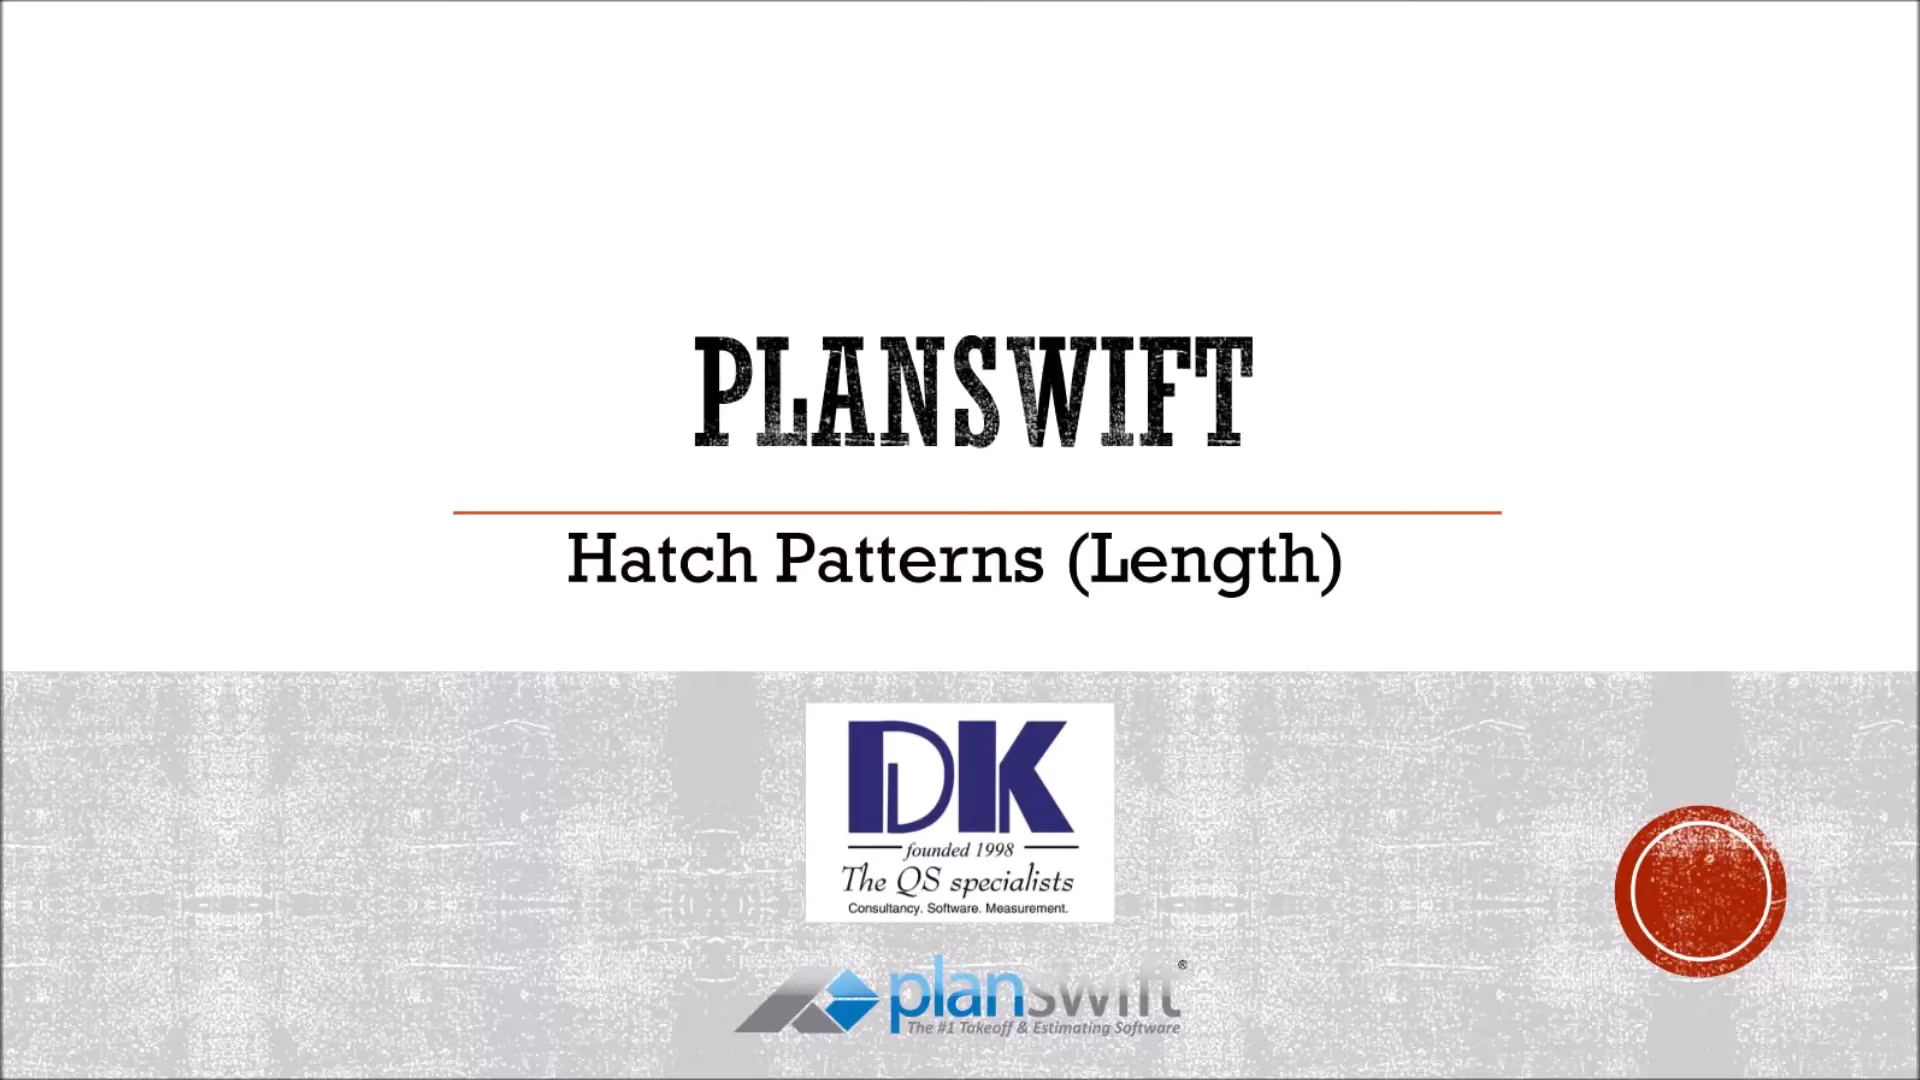 PLANSWIFT
Hatch Patterns (Length)
DK
founded 1998
The QS specialists
Consultancy. Software. Measurement.
planswift®
The #1 Takeoff & Estimating Software